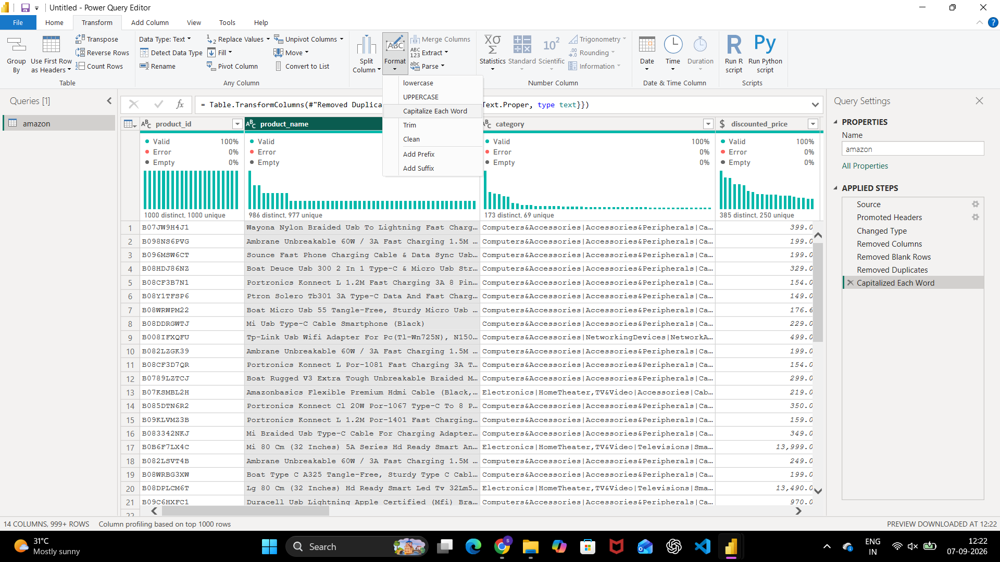 Untitled - Power Query Editor
File Home Transform Add Column View Tools Help
Group By
Use First Row as Headers
Transpose
Reverse Rows
Count Rows
Table
Data Type: Text
Detect Data Type
Rename
Replace Values
Fill
Pivot Column
Unpivot Columns
Move
Convert to List
Any Column
Split Column
Format
Merge Columns
Extract
Parse
Statistics
Standard
Scientific
Trigonometry
Rounding
Information
Number Column
Date
Time
Duration
Date & Time Column
Run R script
Run Python script
Scripts
lowercase
UPPERCASE
Capitalize Each Word
Trim
Clean
Add Prefix
Add Suffix
Queries [1]
amazon
= Table.TransformColumns(#"Removed Duplica Text.Proper, type text}})
product_id product_name category discounted_price
Valid 100% Valid Valid 100% Valid 100%
Error 0% Error Error 0% Error 0%
Empty 0% Empty Empty 0% Empty 0%
1000 distinct, 1000 unique 986 distinct, 977 unique 173 distinct, 69 unique 385 distinct, 250 unique
1 B07JW9H4J1 Wayona Nylon Braided Usb To Lightning Fast Charg... Computers&Accessories|Accessories&Peripherals|Ca... 399.0
2 B098NS6PVG Ambrane Unbreakable 60W / 3A Fast Charging 1.5M ... Computers&Accessories|Accessories&Peripherals|Ca... 199.0
3 B096MSW6CT Sounce Fast Phone Charging Cable & Data Sync Usb... Computers&Accessories|Accessories&Peripherals|Ca... 199.0
4 B08HDJ86NZ Boat Deuce Usb 300 2 In 1 Type-C & Micro Usb Str... Computers&Accessories|Accessories&Peripherals|Ca... 329.0
5 B08CF3B7N1 Portronics Konnect L 1.2M Fast Charging 3A 8 Pin... Computers&Accessories|Accessories&Peripherals|Ca... 154.0
6 B08Y1TFSP6 Ptron Solero Tb301 3A Type-C Data And Fast Charg... Computers&Accessories|Accessories&Peripherals|Ca... 149.0
7 B08WRWPM22 Boat Micro Usb 55 Tangle-Free, Sturdy Micro Usb ... Computers&Accessories|Accessories&Peripherals|Ca... 176.6
8 B08DDRGWTJ Mi Usb Type-C Cable Smartphone (Black) Computers&Accessories|Accessories&Peripherals|Ca... 229.0
9 B008IFXQFU Tp-Link Usb Wifi Adapter For Pc(Tl-Wn725N), N150... Computers&Accessories|NetworkingDevices|NetworkA... 499.0
10 B082LZGK39 Ambrane Unbreakable 60W / 3A Fast Charging 1.5M ... Computers&Accessories|Accessories&Peripherals|Ca... 199.0
11 B08CF3D7QR Portronics Konnect L Por-1081 Fast Charging 3A T... Computers&Accessories|Accessories&Peripherals|Ca... 154.0
12 B0789LZTCJ Boat Rugged V3 Extra Tough Unbreakable Braided M... Computers&Accessories|Accessories&Peripherals|Ca... 299.0
13 B07KSMBL2H Amazonbasics Flexible Premium Hdmi Cable (Black,... Electronics|HomeTheater,TV&Video|Accessories|Cab... 219.0
14 B085DTN6R2 Portronics Konnect Cl 20W Por-1067 Type-C To 8 P... Computers&Accessories|Accessories&Peripherals|Ca... 350.0
15 B09KLVMZ3B Portronics Konnect L 1.2M Por-1401 Fast Charging... Computers&Accessories|Accessories&Peripherals|Ca... 159.0
16 B083342NKJ Mi Braided Usb Type-C Cable For Charging Adapter... Computers&Accessories|Accessories&Peripherals|Ca... 349.0
17 B0B6F7LX4C Mi 80 Cm (32 Inches) 5A Series Hd Ready Smart An... Electronics|HomeTheater,TV&Video|Televisions|Sma... 13,999.0
18 B082LSVT4B Ambrane Unbreakable 60W / 3A Fast Charging 1.5M ... Computers&Accessories|Accessories&Peripherals|Ca... 249.0
19 B08WRBG3XW Boat Type C A325 Tangle-Free, Sturdy Type C Cabl... Computers&Accessories|Accessories&Peripherals|Ca... 199.0
20 B08DPLCM6T Lg 80 Cm (32 Inches) Hd Ready Smart Led Tv 32Lm5... Electronics|HomeTheater,TV&Video|Televisions|Sma... 13,490.0
21 B09C6HXFC1 Duracell Usb Lightning Apple Certified (Mfi) Bra... Computers&Accessories|Accessories&Peripherals|Ca... 970.0
22
Query Settings
PROPERTIES
Name
amazon
All Properties
APPLIED STEPS
Source
Promoted Headers
Changed Type
Removed Columns
Removed Blank Rows
Removed Duplicates
Capitalized Each Word
14 COLUMNS, 999+ ROWS Column profiling based on top 1000 rows PREVIEW DOWNLOADED AT 12:22
31°C
Mostly sunny
Search
ENG
IN
12:22
07-09-2026